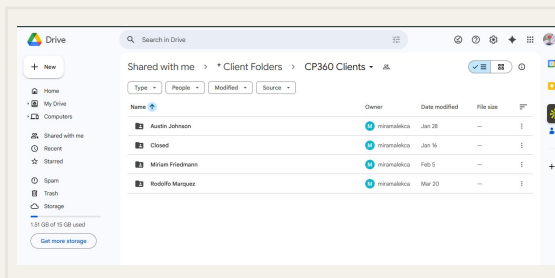 Drive
Search in Drive
New
Home
My Drive
Computers
Shared with me
Recent
Starred
Spam
Trash
Storage
1.51 GB of 15 GB used
Get more storage
Shared with me > * Client Folders > CP360 Clients
Type People Modified Source
Name Owner Date modified File size
Austin Johnson M miramalekca Jan 28 —
Closed M miramalekca Jan 16 —
Miriam Friedmann M miramalekca Feb 5 —
Rodolfo Marquez M miramalekca Mar 20 —